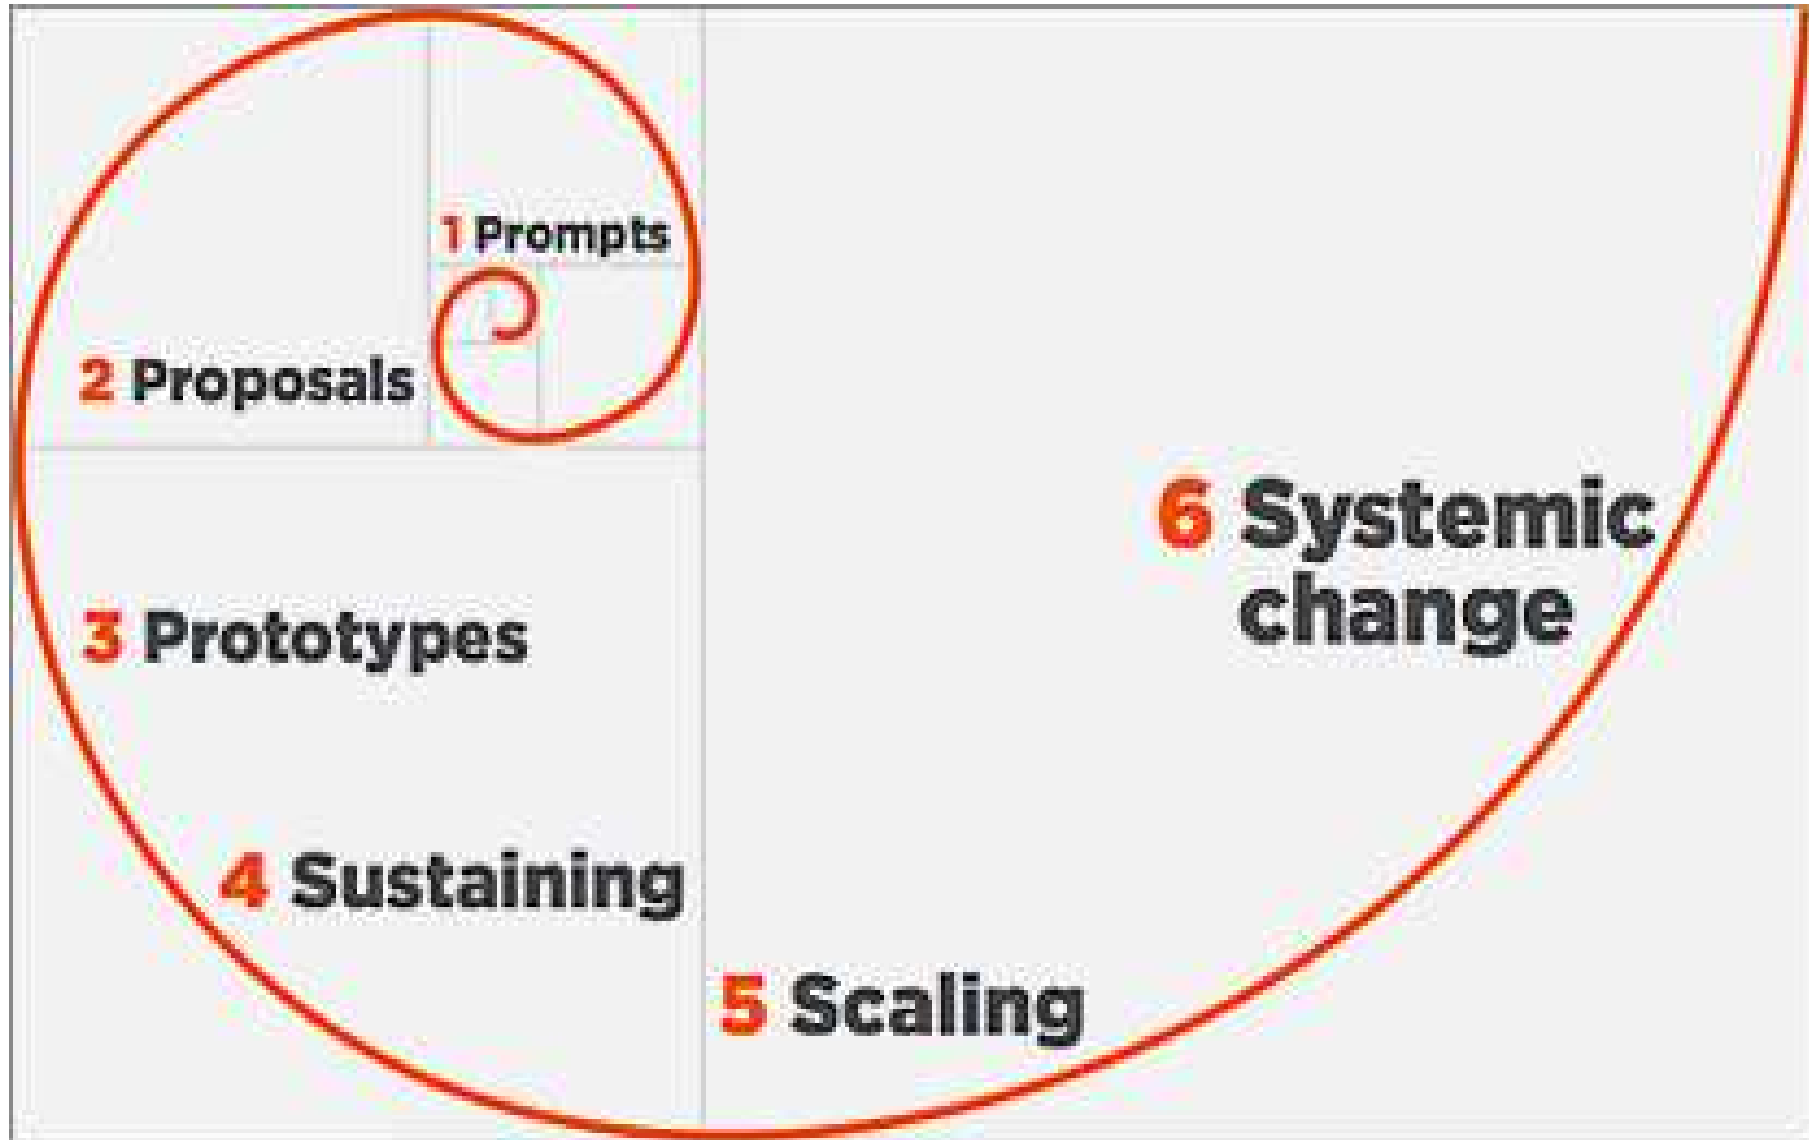 1 Prompts
2 Proposals
3 Prototypes
4 Sustaining
5 Scaling
6 Systemic
change